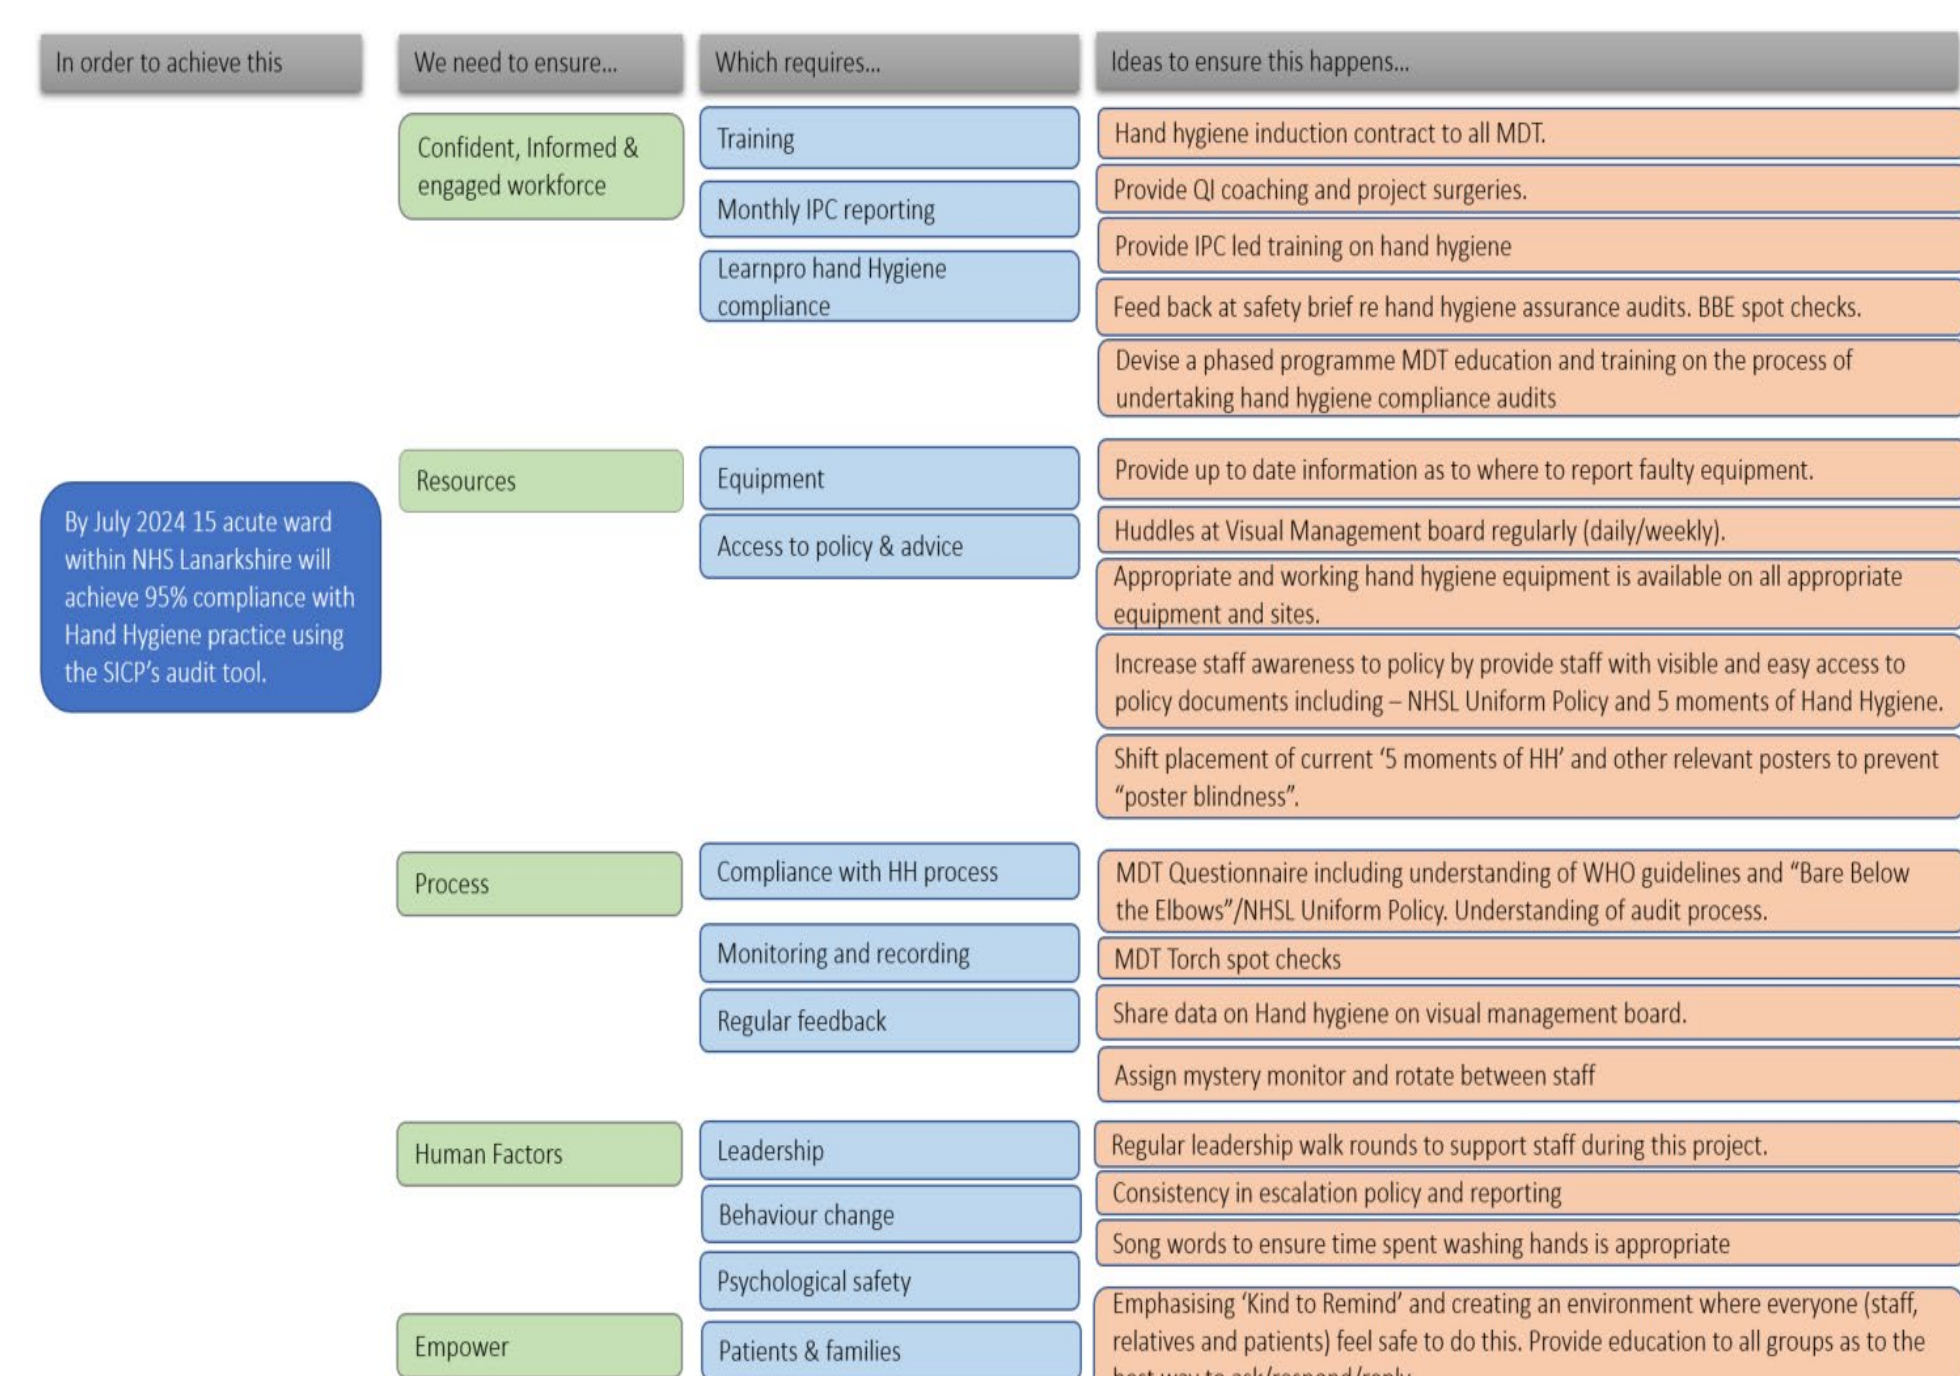 In order to achieve this
We need to ensure...
Which requires...
Ideas to ensure this happens...
Confident, Informed &
engaged workforce
Training
Monthly IPC reporting
Learnpro hand Hygiene
compliance
Hand hygiene induction contract to all MDT.
Provide QI coaching and project surgeries.
Provide IPC led training on hand hygiene
Feed back at safety brief re hand hygiene assurance audits. BBE spot checks.
Devise a phased programme MDT education and training on the process of
undertaking hand hygiene compliance audits
By July 2024 15 acute ward
within NHS Lanarkshire will
achieve 95% compliance with
Hand Hygiene practice using
the SICP's audit tool.
Resources
Equipment
Access to policy & advice
Provide up to date information as to where to report faulty equipment.
Huddles at Visual Management board regularly (daily/weekly).
Appropriate and working hand hygiene equipment is available on all appropriate
equipment and sites.
Increase staff awareness to policy by provide staff with visible and easy access to
policy documents including – NHSL Uniform Policy and 5 moments of Hand Hygiene.
Shift placement of current ‘5 moments of HH’ and other relevant posters to prevent
“poster blindness”.
Process
Compliance with HH process
Monitoring and recording
Regular feedback
MDT Questionnaire including understanding of WHO guidelines and “Bare Below
the Elbows”/NHSL Uniform Policy. Understanding of audit process.
MDT Torch spot checks
Share data on Hand hygiene on visual management board.
Assign mystery monitor and rotate between staff
Human Factors
Leadership
Behaviour change
Psychological safety
Regular leadership walk rounds to support staff during this project.
Consistency in escalation policy and reporting
Song words to ensure time spent washing hands is appropriate
Empower
Patients & families
Emphasising ‘Kind to Remind’ and creating an environment where everyone (staff,
relatives and patients) feel safe to do this. Provide education to all groups as to the
best way to ask/respond/reply